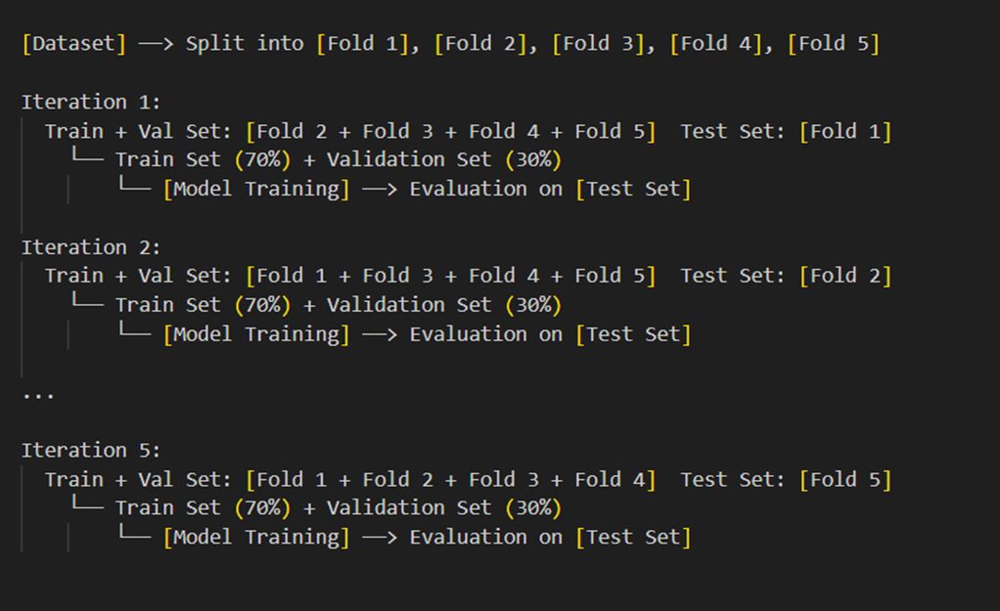 [Dataset] ──> Split into [Fold 1], [Fold 2], [Fold 3], [Fold 4], [Fold 5]
Iteration 1:
Train + Val Set: [Fold 2 + Fold 3 + Fold 4 + Fold 5]  Test Set: [Fold 1]
└── Train Set (70%) + Validation Set (30%)
└── [Model Training] ──> Evaluation on [Test Set]
Iteration 2:
Train + Val Set: [Fold 1 + Fold 3 + Fold 4 + Fold 5]  Test Set: [Fold 2]
└── Train Set (70%) + Validation Set (30%)
└── [Model Training] ──> Evaluation on [Test Set]
...
Iteration 5:
Train + Val Set: [Fold 1 + Fold 2 + Fold 3 + Fold 4]  Test Set: [Fold 5]
└── Train Set (70%) + Validation Set (30%)
└── [Model Training] ──> Evaluation on [Test Set]